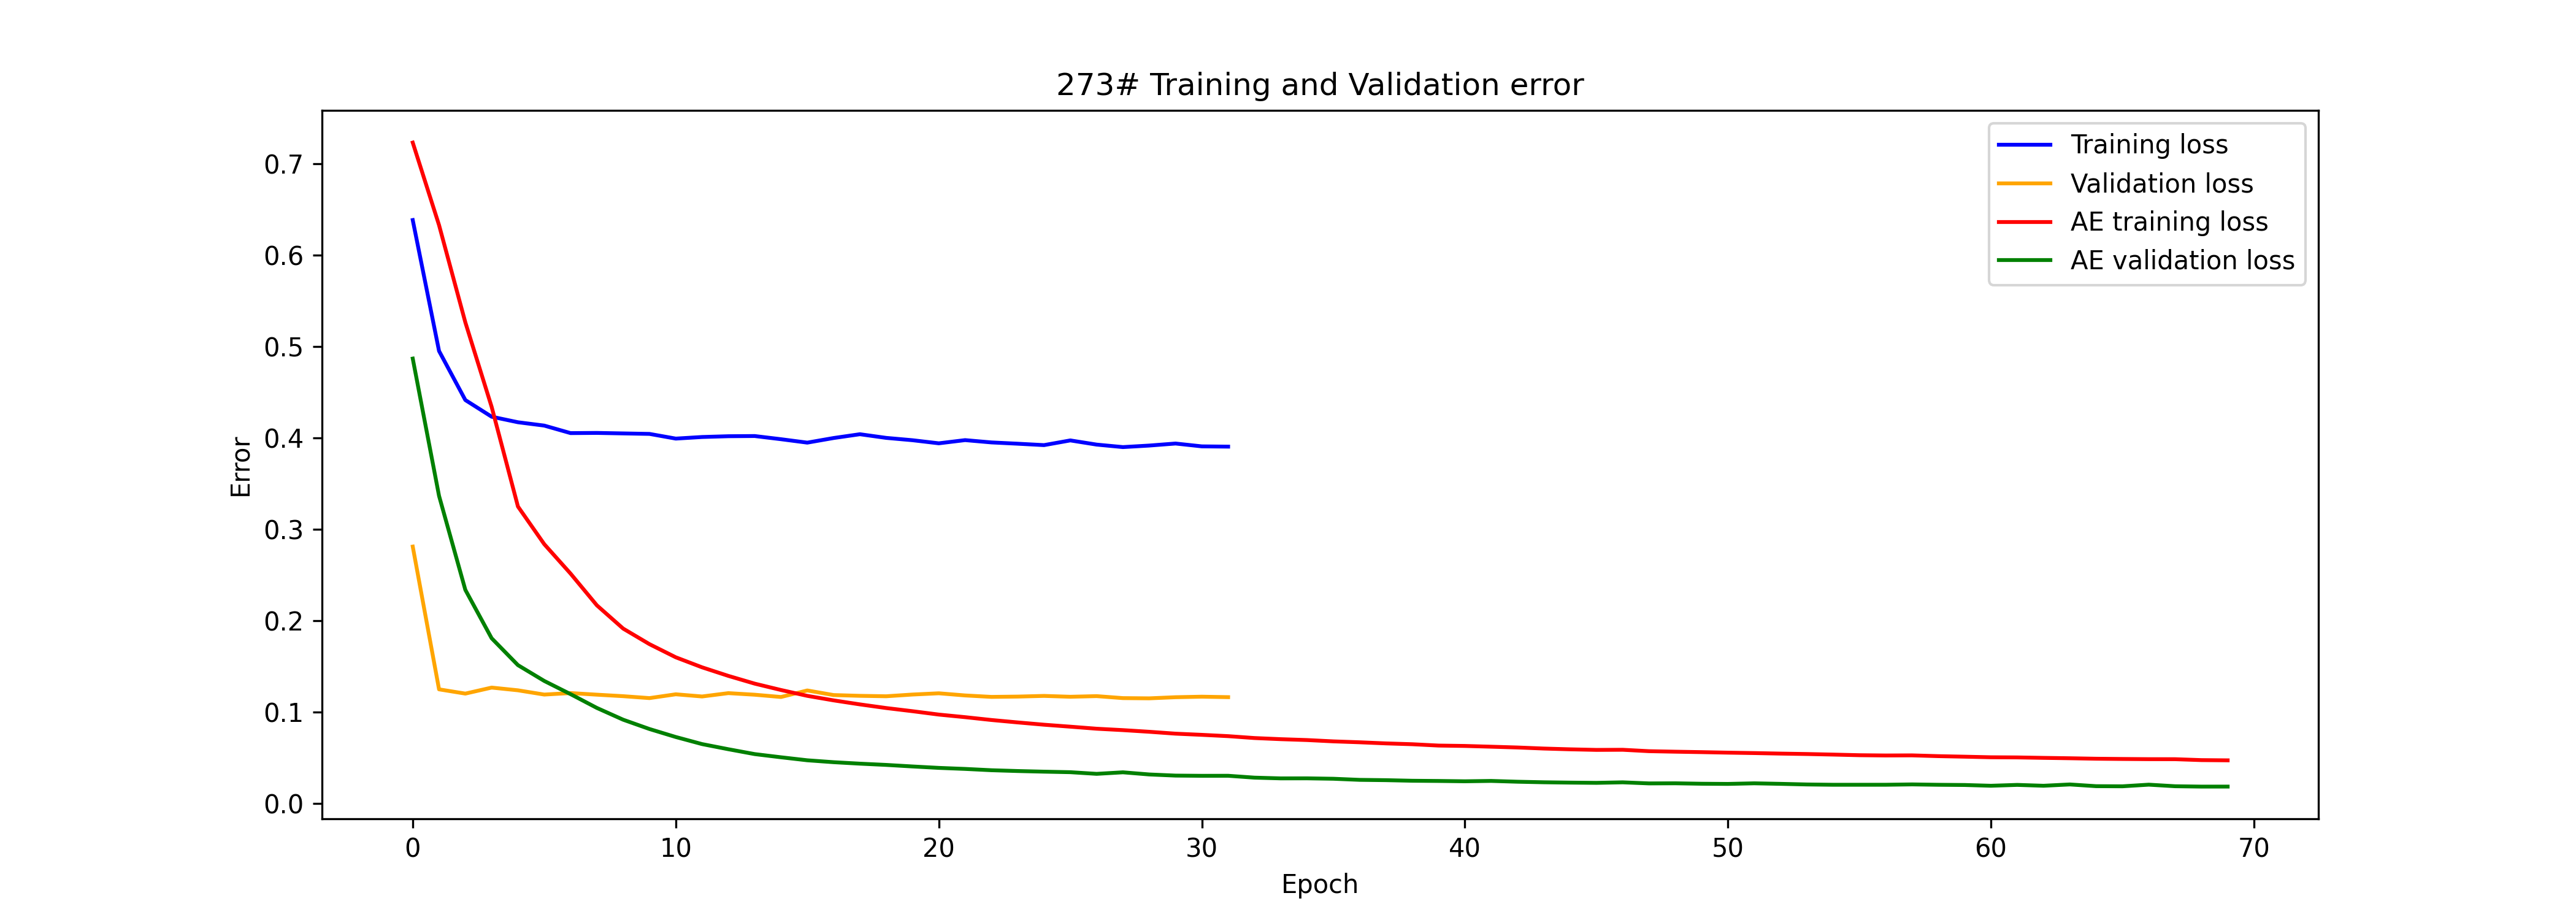 273# Training and Validation error
Training loss
Validation loss
AE training loss
AE validation loss
0.7
0.6
0.5
0.4
0.3
0.2
0.1
0.0
Error
0 10 20 30 40 50 60 70
Epoch